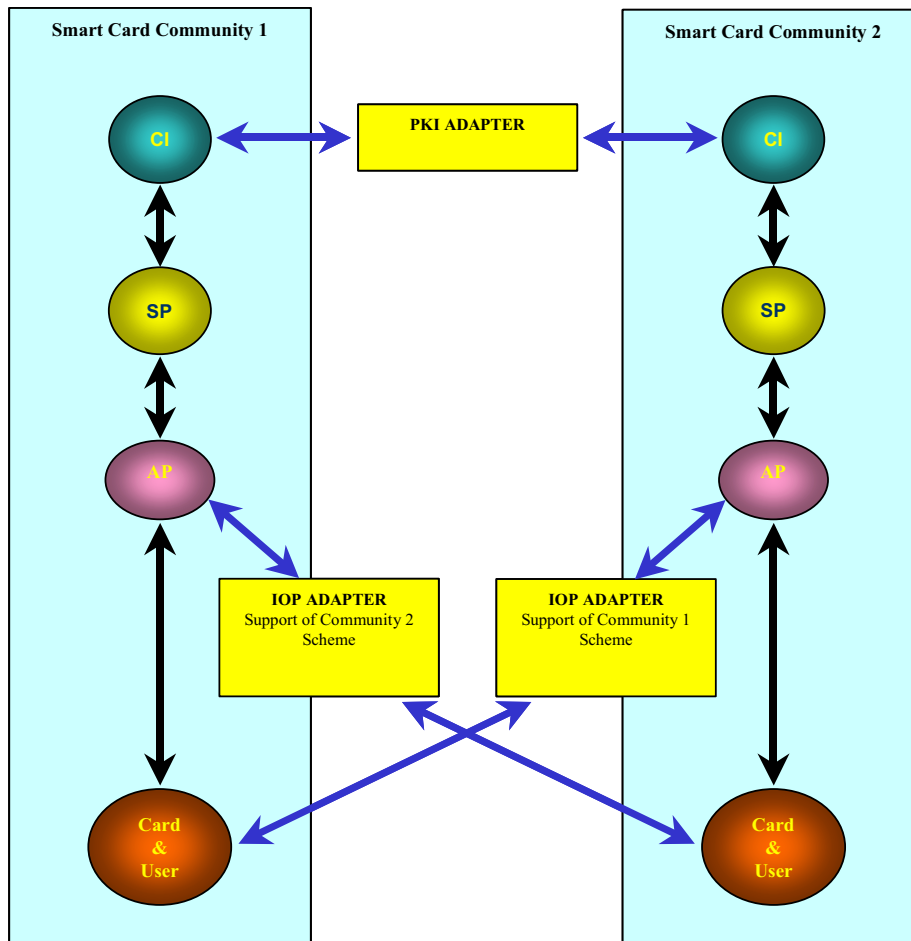 Smart Card Community 1
Smart Card Community 2
CI
PKI ADAPTER
CI
SP
SP
AP
AP
IOP ADAPTER
Support of Community 2
Scheme
IOP ADAPTER
Support of Community 1
Scheme
Card
&
User
Card
&
User